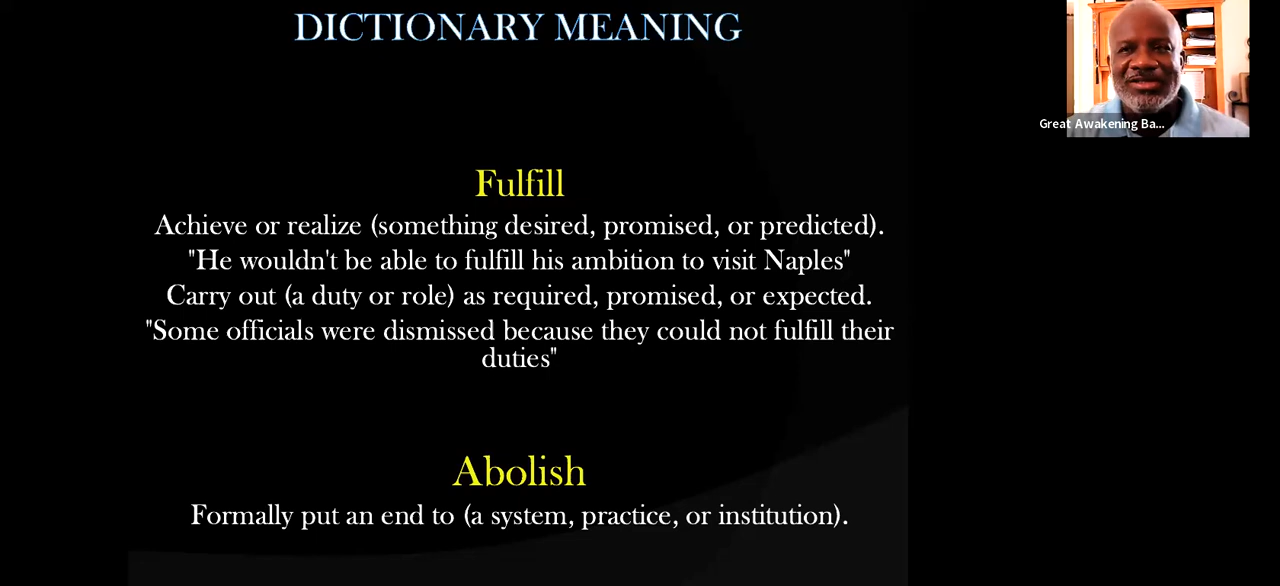 DICTIONARY MEANING
Great Awakening Ba...
Fulfill
Achieve or realize (something desired, promised, or predicted).
"He wouldn't be able to fulfill his ambition to visit Naples"
Carry out (a duty or role) as required, promised, or expected.
"Some officials were dismissed because they could not fulfill their
duties"
Abolish
Formally put an end to (a system, practice, or institution).